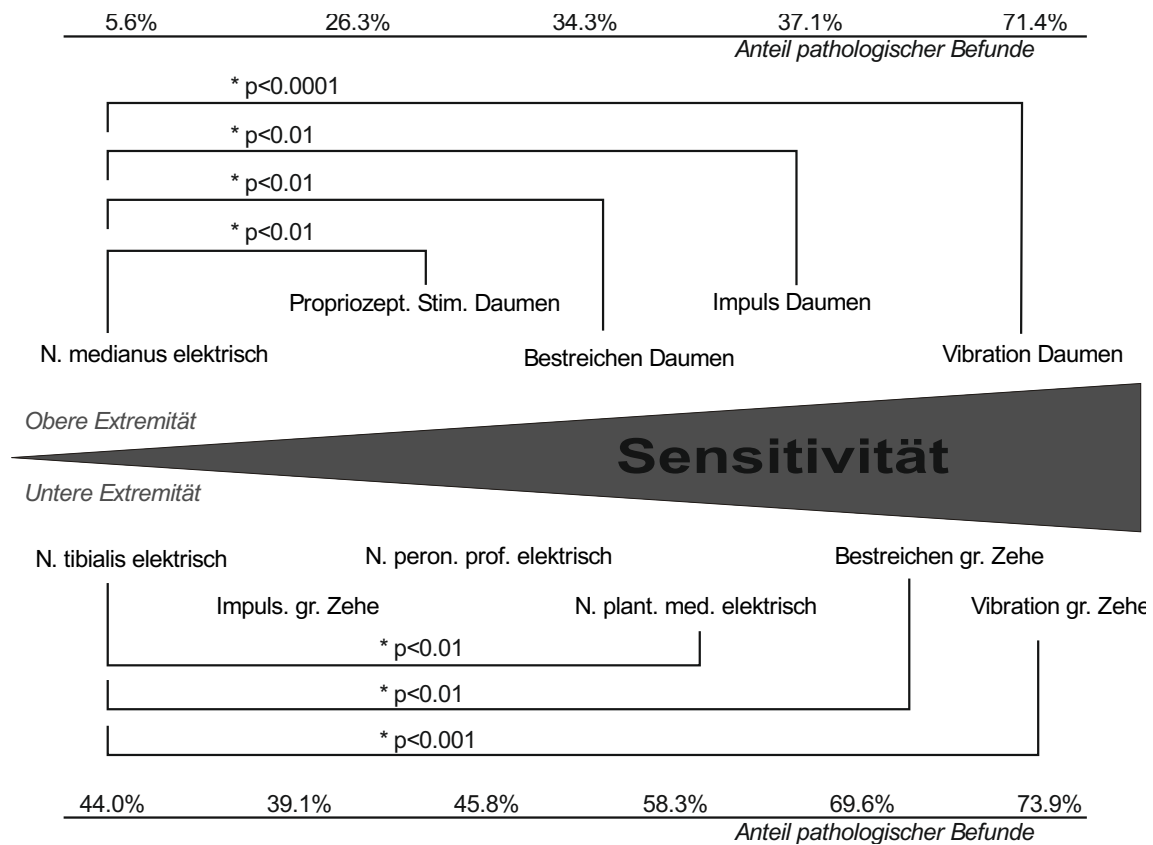 5.6% 26.3% 34.3% 37.1% 71.4%
Anteil pathologischer Befunde
* p<0.0001
* p<0.01
* p<0.01
* p<0.01
Propriozept. Stim. Daumen Impuls Daumen
N. medianus elektrisch Bestreichen Daumen Vibration Daumen
Obere Extremität
Sensitivität
Untere Extremität
N. tibialis elektrisch N. peron. prof. elektrisch Bestreichen gr. Zehe
Impuls. gr. Zehe N. plant. med. elektrisch Vibration gr. Zehe
* p<0.01
* p<0.01
* p<0.001
44.0% 39.1% 45.8% 58.3% 69.6% 73.9%
Anteil pathologischer Befunde